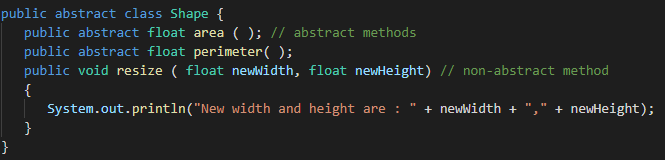 public abstract class Shape {
public abstract float area ( ); // abstract methods
public abstract float perimeter( );
public void resize ( float newWidth, float newHeight) // non-abstract method
{
System.out.println("New width and height are : " + newWidth + "," + newHeight);
}
}